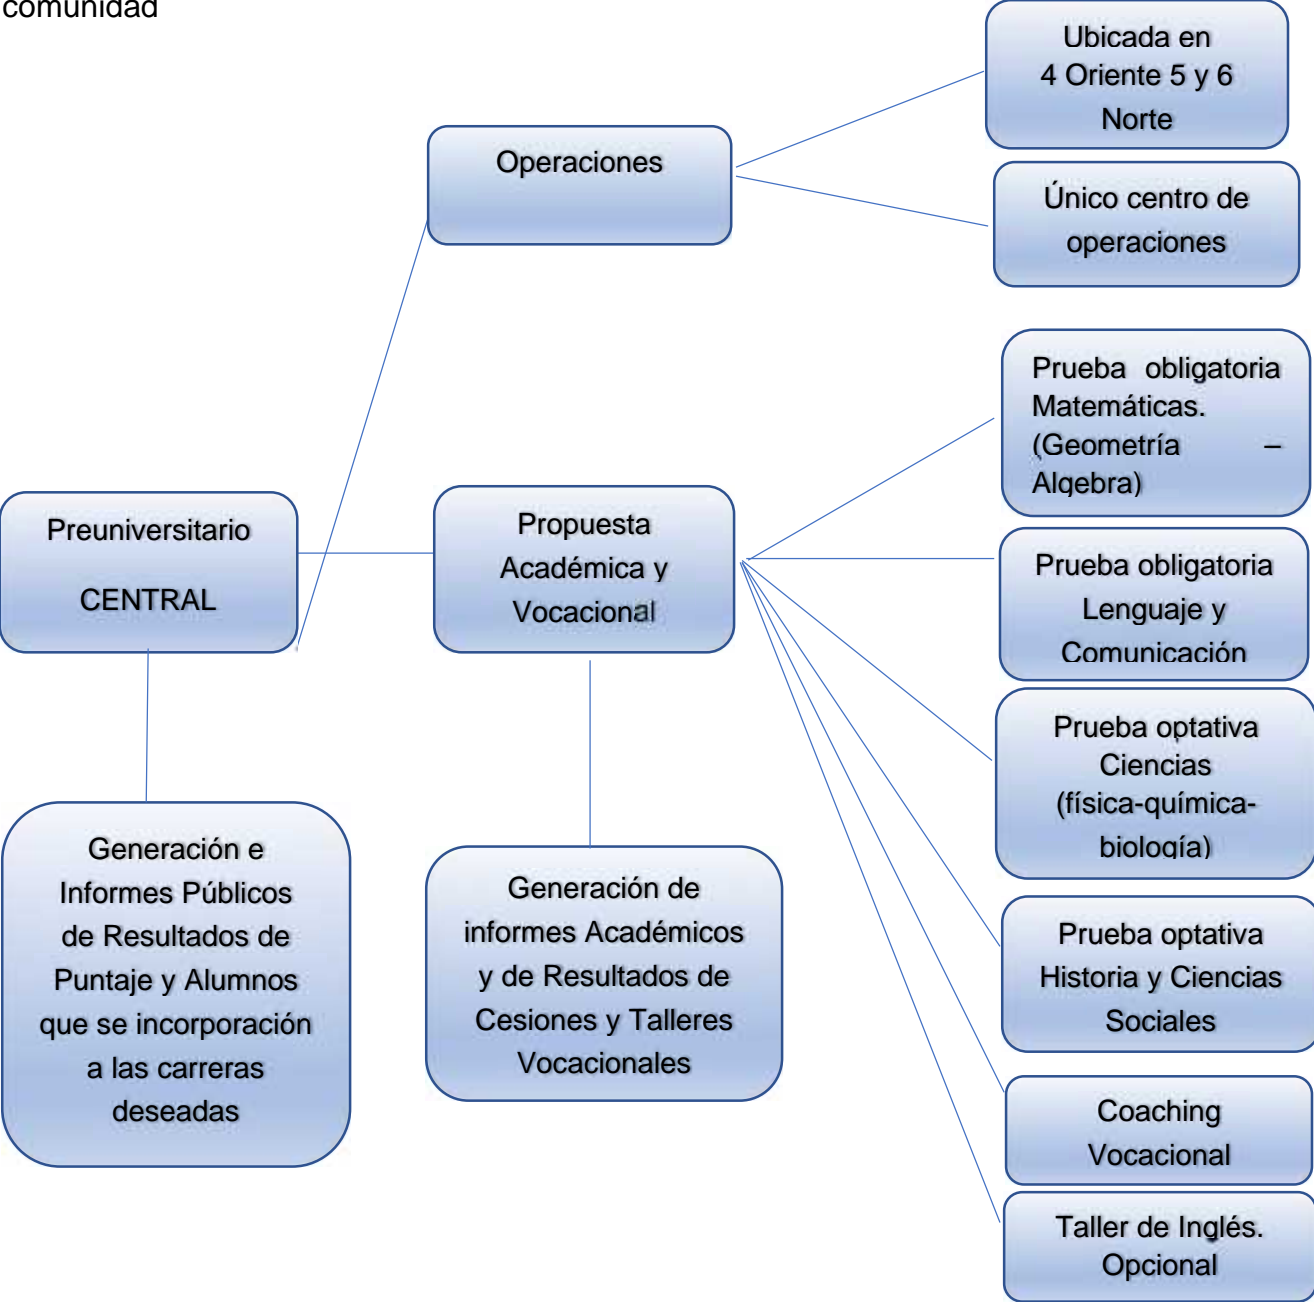 comunidad
Ubicada en
4 Oriente 5 y 6
Norte
Operaciones
Único centro de
operaciones
Prueba obligatoria
Matemáticas.
(Geometría –
Algebra)
Preuniversitario
CENTRAL
Propuesta
Académica y
Vocacional
Prueba obligatoria
Lenguaje y
Comunicación
Prueba optativa
Ciencias
(física-química-
biología)
Generación e
Informes Públicos
de Resultados de
Puntaje y Alumnos
que se incorporación
a las carreras
deseadas
Generación de
informes Académicos
y de Resultados de
Cesiones y Talleres
Vocacionales
Prueba optativa
Historia y Ciencias
Sociales
Coaching
Vocacional
Taller de Inglés.
Opcional